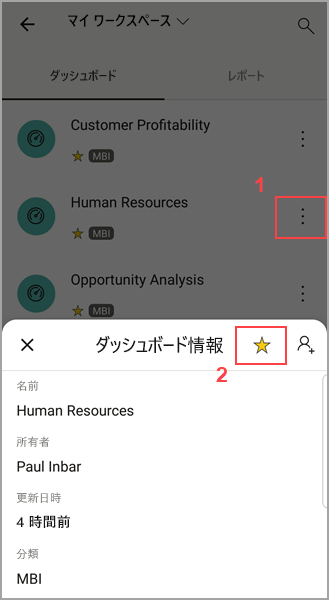 マイ ワークスペース
ダッシュボード
レポート
Customer Profitability
MBI
1
Human Resources
MBI
Opportunity Analysis
MBI
ダッシュボード情報
2
名前
Human Resources
所有者
Paul Inbar
更新日時
4 時間前
分類
MBI